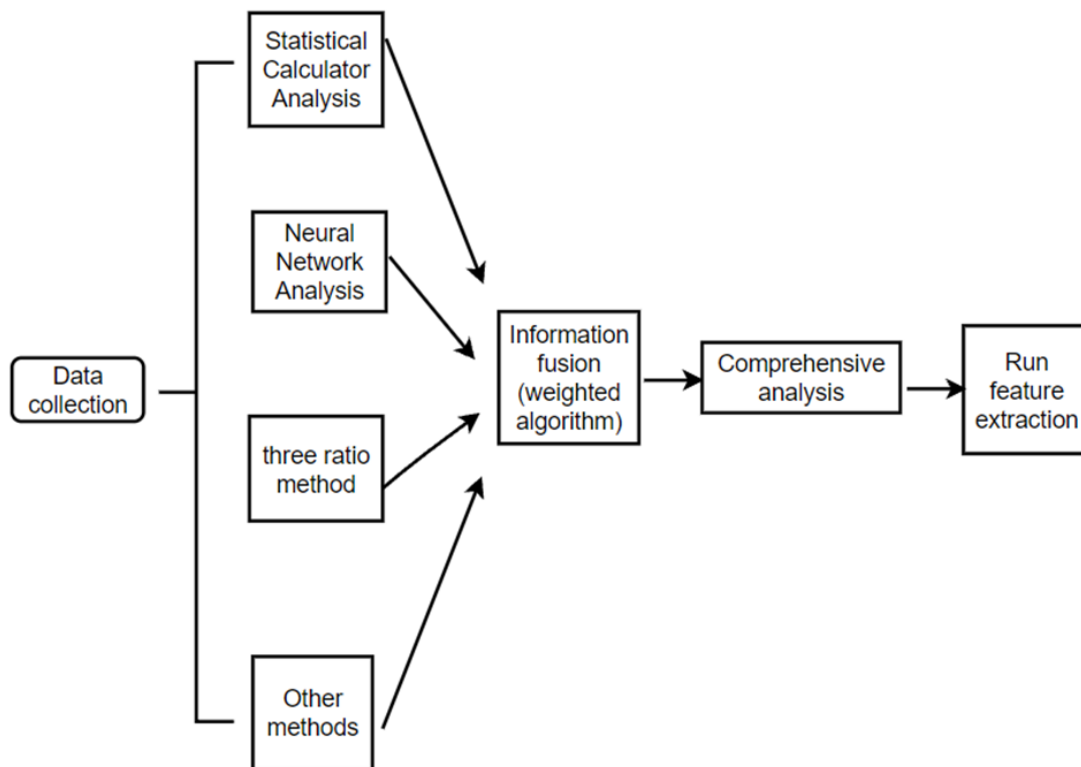 Statistical
Calculator
Analysis
Neural
Network
Analysis
Data
collection
three ratio
method
Other
methods
Information
fusion
(weighted
algorithm)
Comprehensive
analysis
Run
feature
extraction